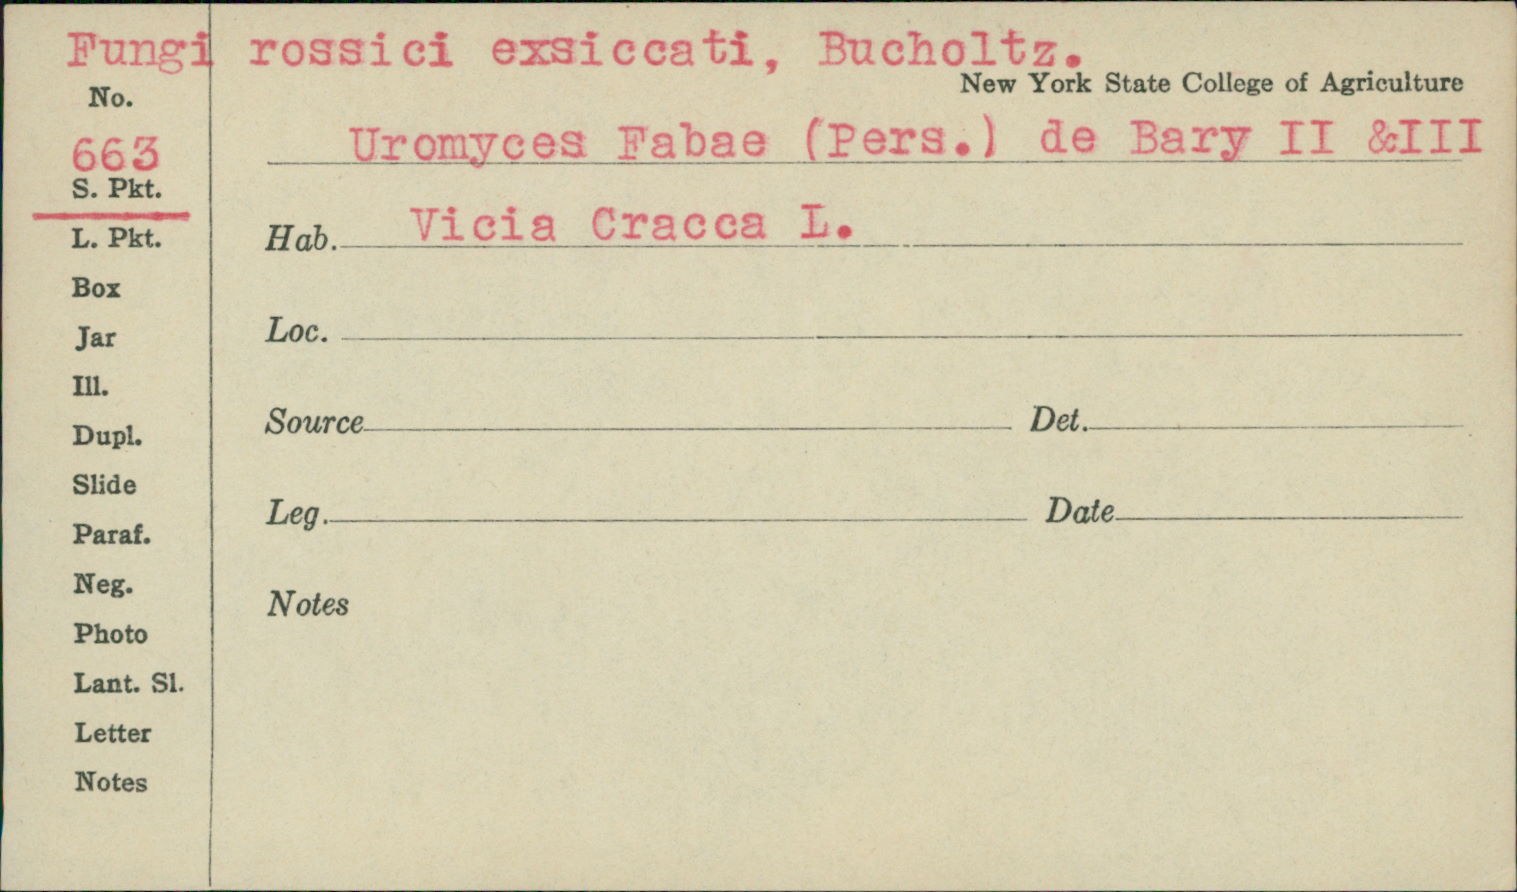 Fungi rossici exsiccati, Bucholtz.
New York State College of Agriculture
No.
663
Uromyces Fabae (Pers.) de Bary II &III
S. Pkt.
Hab. Vicia Cracca L.
L. Pkt.
Box
Jar
Loc.
Ill.
Dupl.
Source Det.
Slide
Leg. Date
Paraf.
Neg.
Notes
Photo
Lant. Sl.
Letter
Notes